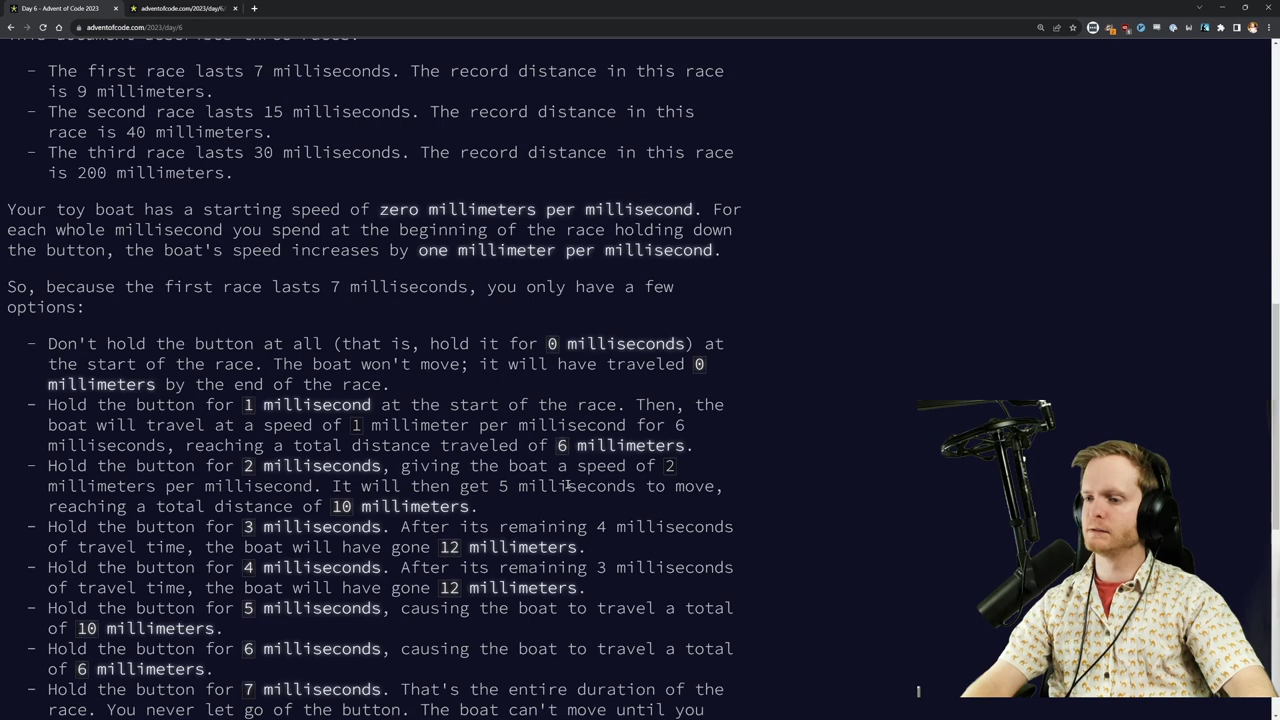 Day 6 - Advent of Code 2023
adventofcode.com/2023/day/6
adventofcode.com/2023/day/6
- The first race lasts 7 milliseconds. The record distance in this race
is 9 millimeters.
- The second race lasts 15 milliseconds. The record distance in this
race is 40 millimeters.
- The third race lasts 30 milliseconds. The record distance in this race
is 200 millimeters.
Your toy boat has a starting speed of zero millimeters per millisecond. For
each whole millisecond you spend at the beginning of the race holding down
the button, the boat's speed increases by one millimeter per millisecond.
So, because the first race lasts 7 milliseconds, you only have a few
options:
- Don't hold the button at all (that is, hold it for 0 milliseconds) at
the start of the race. The boat won't move; it will have traveled 0
millimeters by the end of the race.
- Hold the button for 1 millisecond at the start of the race. Then, the
boat will travel at a speed of 1 millimeter per millisecond for 6
milliseconds, reaching a total distance traveled of 6 millimeters.
- Hold the button for 2 milliseconds, giving the boat a speed of 2
millimeters per millisecond. It will then get 5 milliseconds to move,
reaching a total distance of 10 millimeters.
- Hold the button for 3 milliseconds. After its remaining 4 milliseconds
of travel time, the boat will have gone 12 millimeters.
- Hold the button for 4 milliseconds. After its remaining 3 milliseconds
of travel time, the boat will have gone 12 millimeters.
- Hold the button for 5 milliseconds, causing the boat to travel a total
of 10 millimeters.
- Hold the button for 6 milliseconds, causing the boat to travel a total
of 6 millimeters.
- Hold the button for 7 milliseconds. That's the entire duration of the
race. You never let go of the button. The boat can't move until you